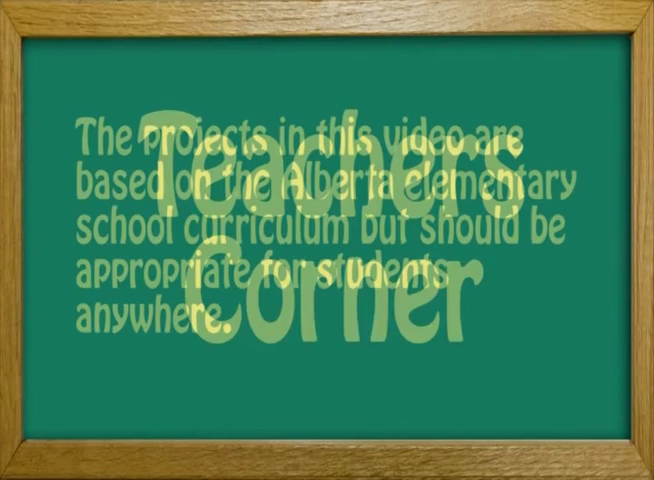 Teachers
Corner
The projects in this video are
based on the Alberta elementary
school curriculum but should be
appropriate for students
anywhere.